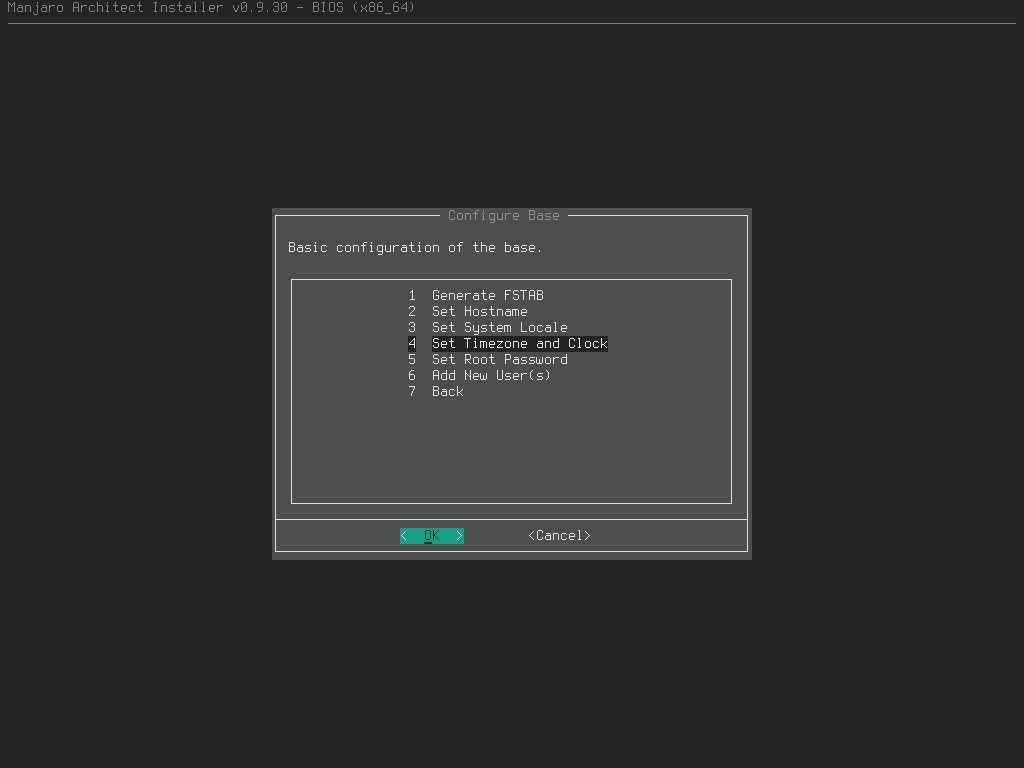 Manjaro Architect Installer v0.9.30 - BIOS (x86_64)
Configure Base
Basic configuration of the base.
1 Generate FSTAB
2 Set Hostname
3 Set System Locale
4 Set Timezone and Clock
5 Set Root Password
6 Add New User(s)
7 Back
< OK > <Cancel>